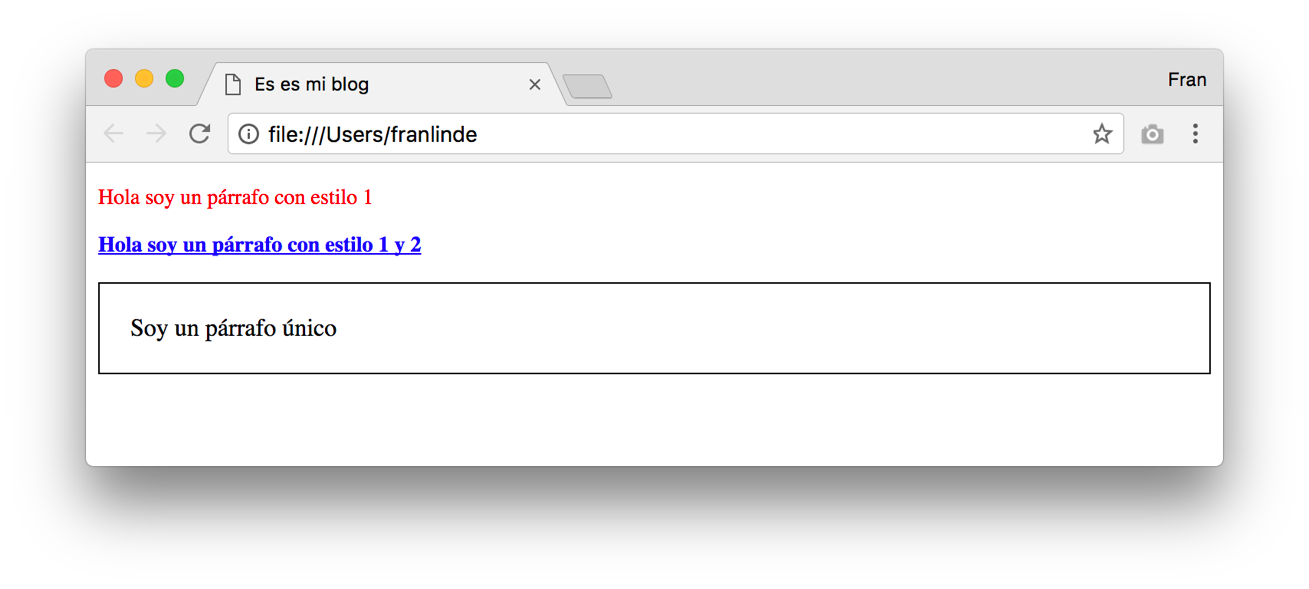 Es es mi blog
Fran
file:///Users/franlinde
Hola soy un párrafo con estilo 1
Hola soy un párrafo con estilo 1 y 2
Soy un párrafo único